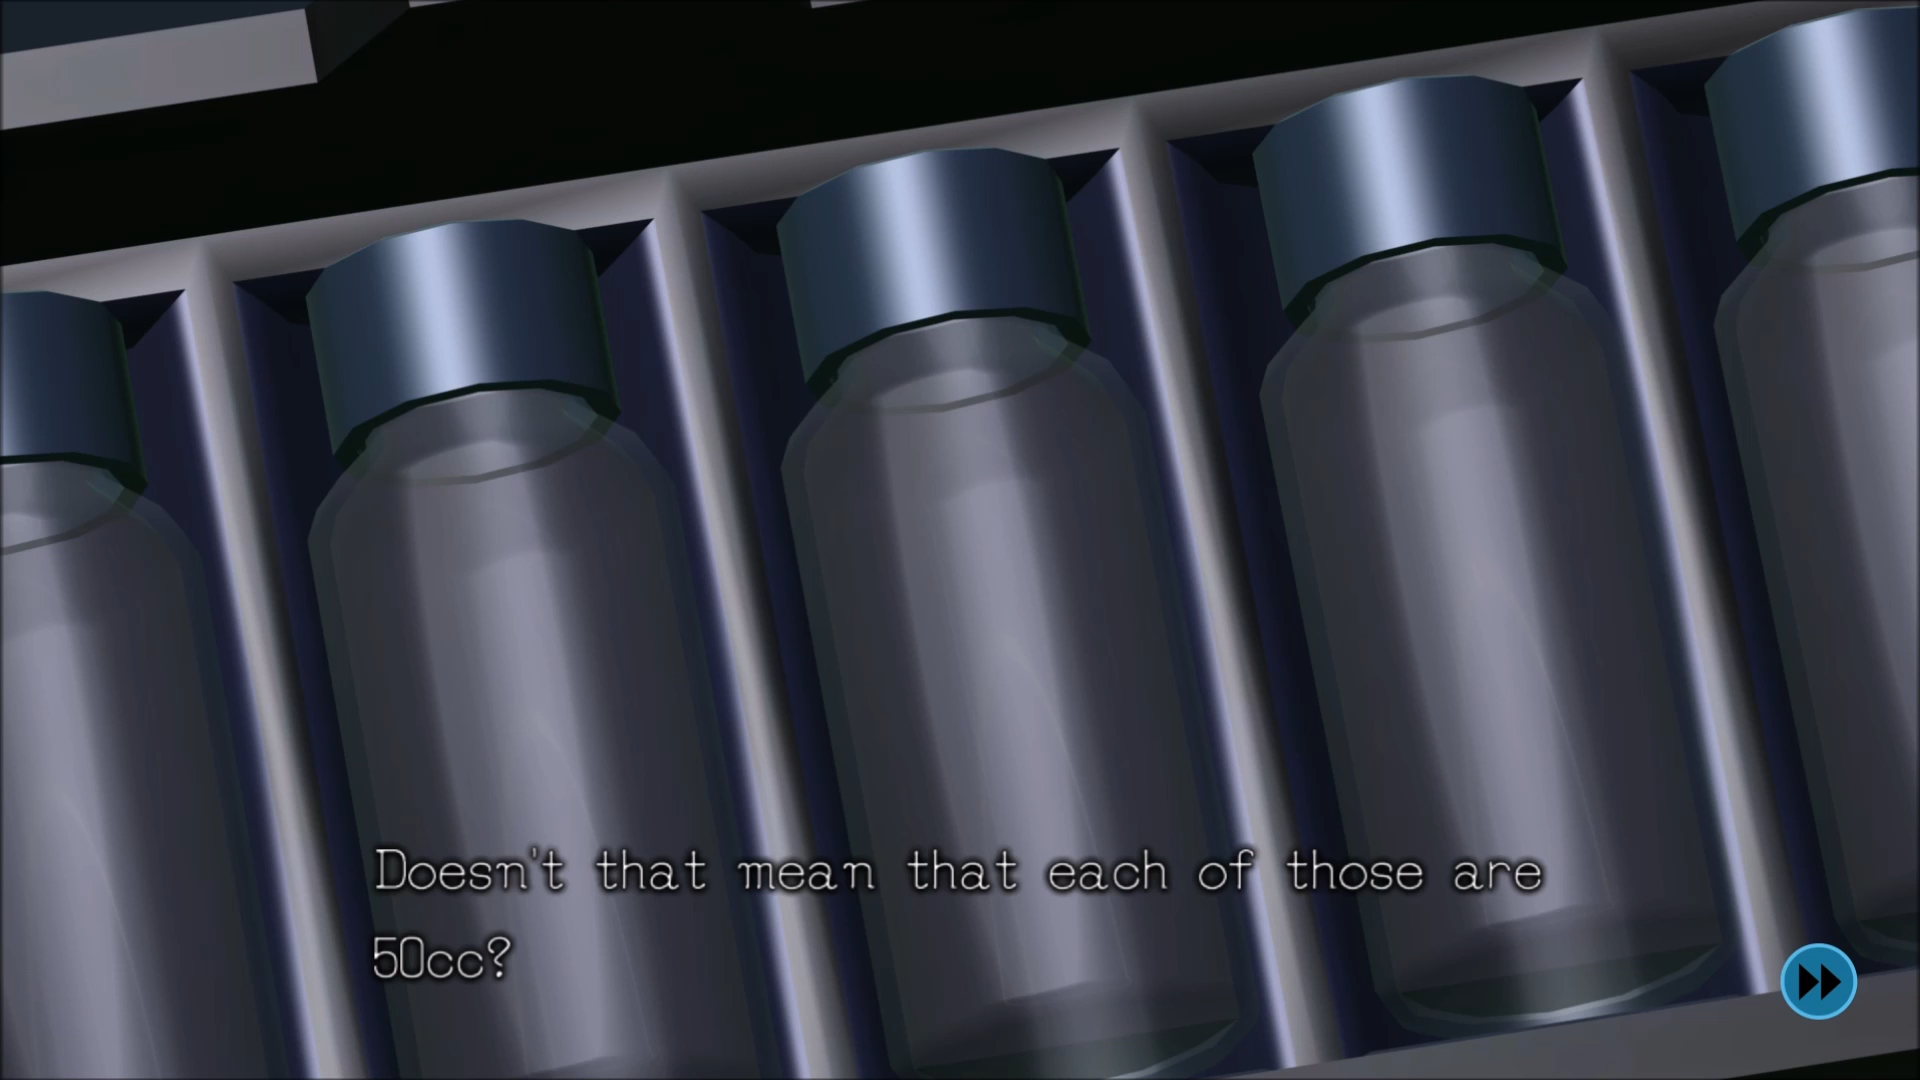 Doesn't that mean that each of those are
50cc?